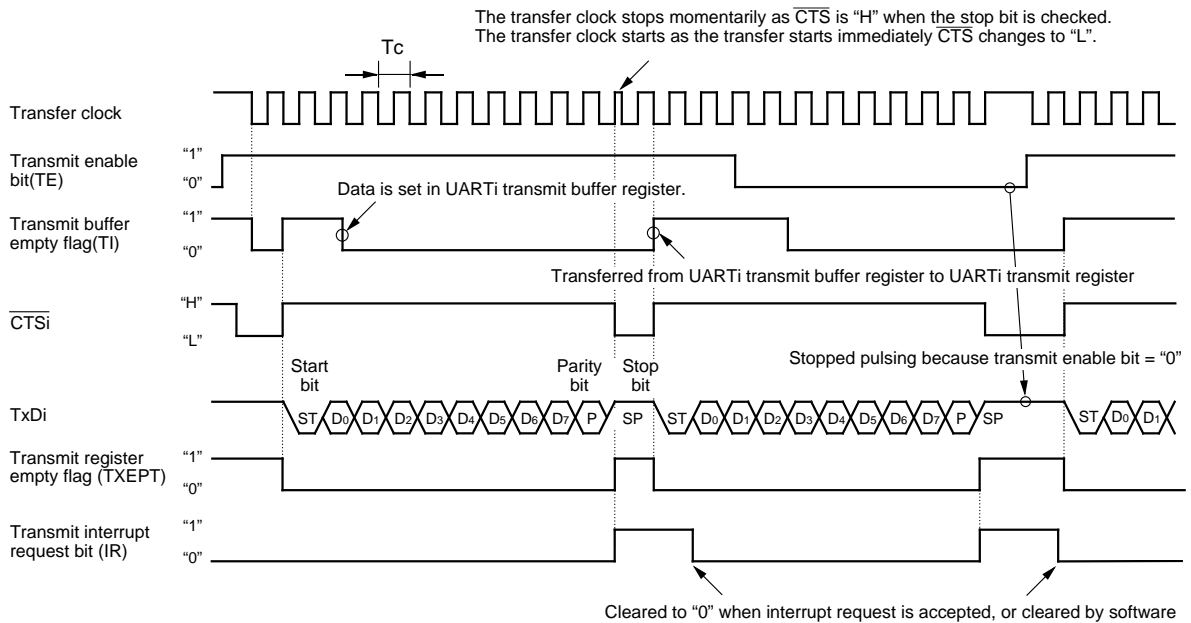 The transfer clock stops momentarily as CTS is “H” when the stop bit is checked.
The transfer clock starts as the transfer starts immediately CTS changes to “L”.
Tc
Transfer clock
Transmit enable
bit(TE)
“1”
“0”
Data is set in UARTi transmit buffer register.
Transmit buffer
empty flag(TI)
“1”
“0”
Transferred from UARTi transmit buffer register to UARTi transmit register
CTSi
“H”
“L”
Stopped pulsing because transmit enable bit = “0”
Start
bit
Parity
bit
Stop
bit
TxDi
ST D0 D1 D2 D3 D4 D5 D6 D7 P SP ST D0 D1 D2 D3 D4 D5 D6 D7 P SP ST D0 D1
Transmit register
empty flag (TXEPT)
“1”
“0”
Transmit interrupt
request bit (IR)
“1”
“0”
Cleared to “0” when interrupt request is accepted, or cleared by software